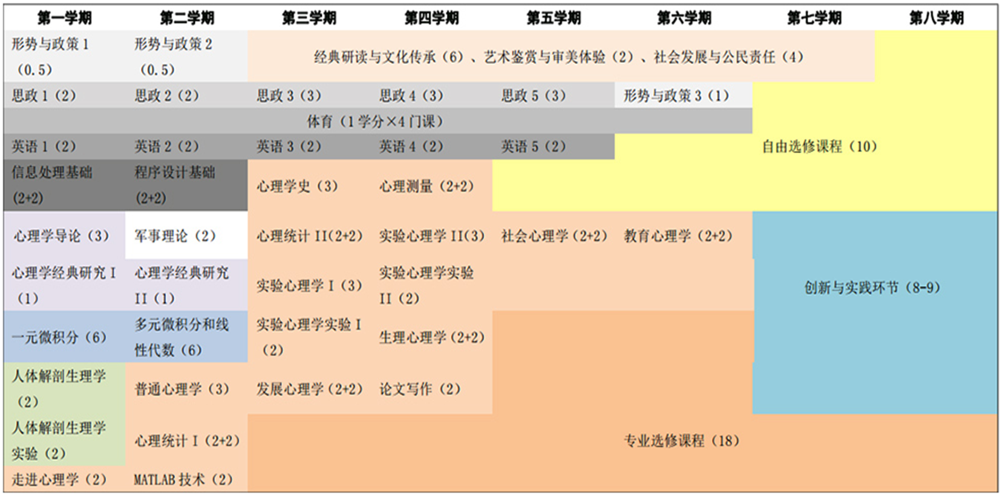 第一学期 第二学期 第三学期 第四学期 第五学期 第六学期 第七学期 第八学期
形势与政策 1
（0.5）
形势与政策 2
（0.5）
经典研读与文化传承（6）、艺术鉴赏与审美体验（2）、社会发展与公民责任（4）
思政 1（2） 思政 2（2） 思政 3（3） 思政 4（3） 思政 5（3） 形势与政策 3（1）
体育（1 学分×4 门课）
英语 1（2） 英语 2（2） 英语 3（2） 英语 4（2） 英语 5（2） 自由选修课程（10）
信息处理基础
(2+2)
程序设计基础
(2+2)
心理学史（3） 心理测量（2+2）
心理学导论（3） 军事理论（2） 心理统计 II(2+2) 实验心理学 II(3) 社会心理学(2+2) 教育心理学（2+2）
心理学经典研究 I
（1）
心理学经典研究
II（1）
实验心理学 I（3）
实验心理学实验
II（2）
创新与实践环节（8-9）
一元微积分（6）
多元微积分和线
性代数（6）
实验心理学实验 I
（2）
生理心理学(2+2)
人体解剖生理学
（2）
普通心理学（3） 发展心理学(2+2) 论文写作（2）
人体解剖生理学
实验（2）
心理统计 I（2+2） 专业选修课程（18）
走进心理学（2） MATLAB 技术（2）